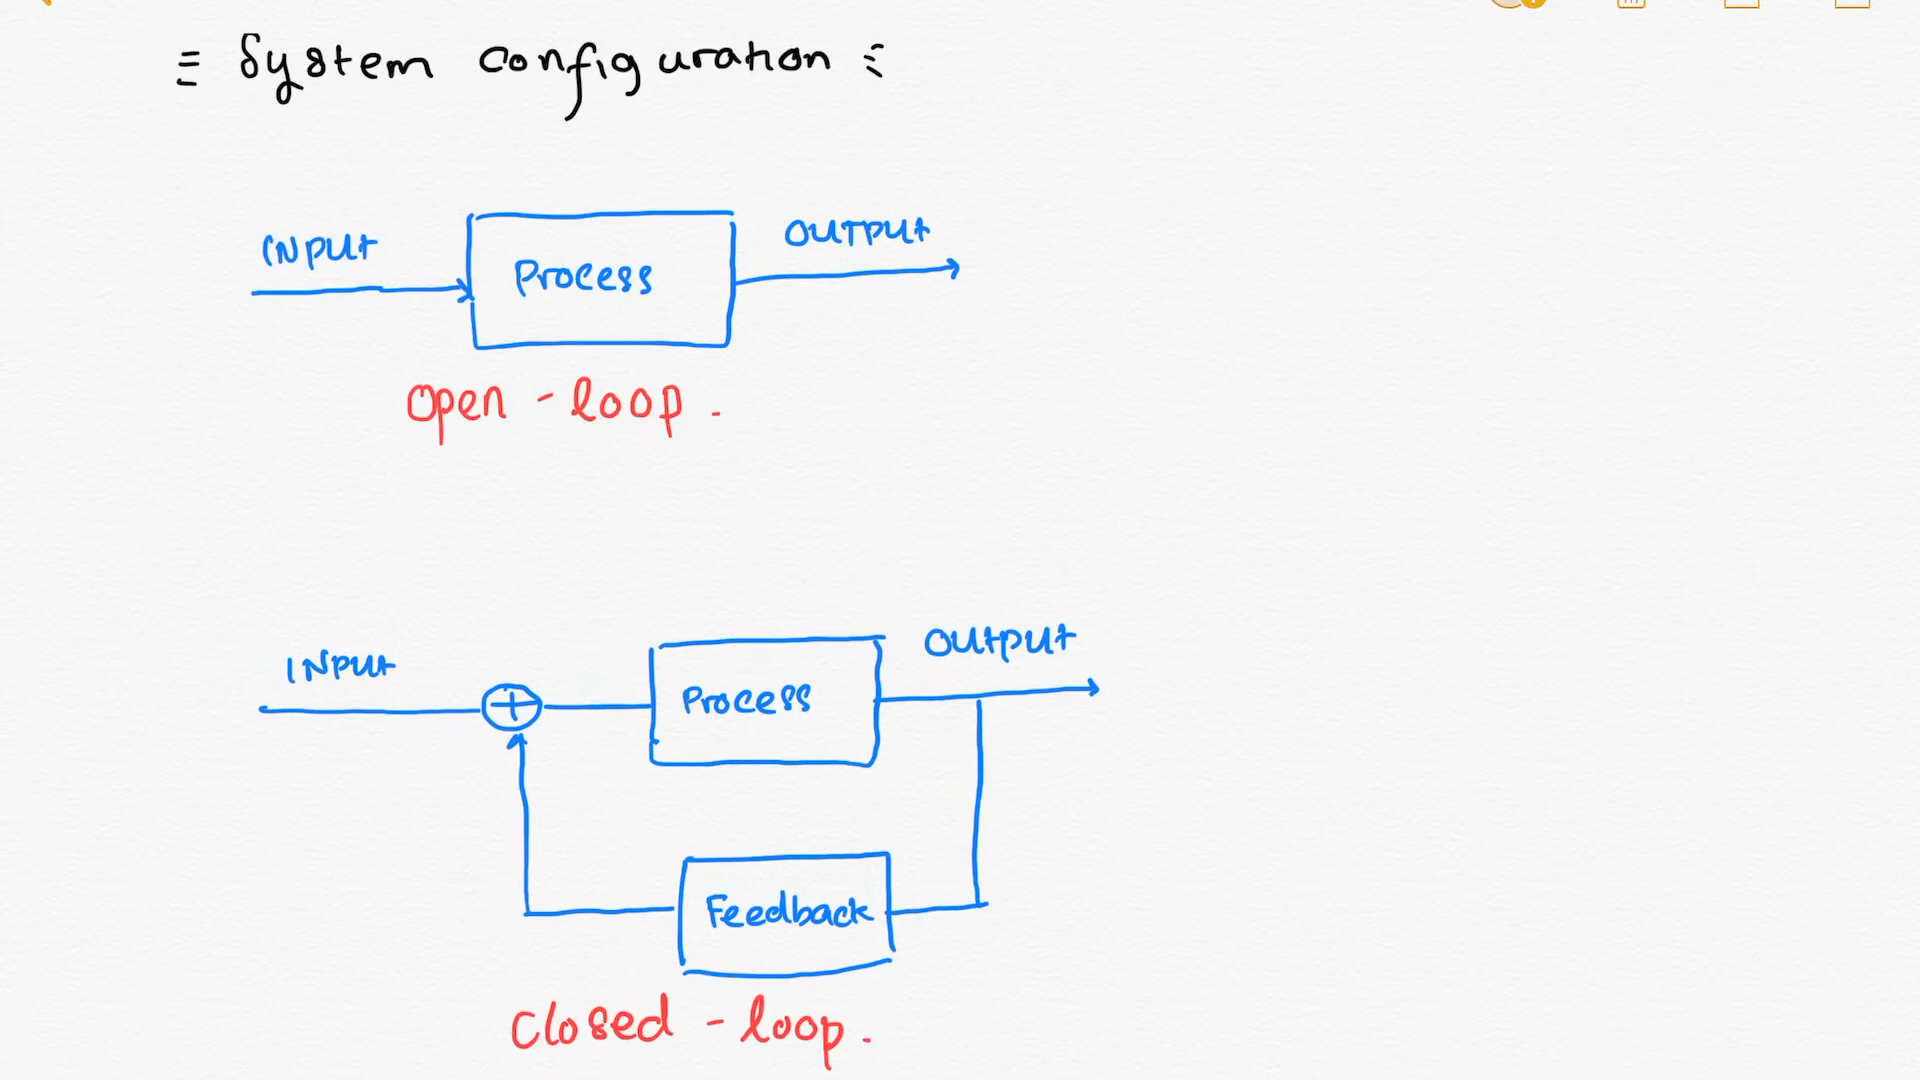 ≡ System configuration ≡
INPUT
Process
OUTPUT
Open - loop.
INPUT
+
Process
Output
Feedback
Closed - loop.